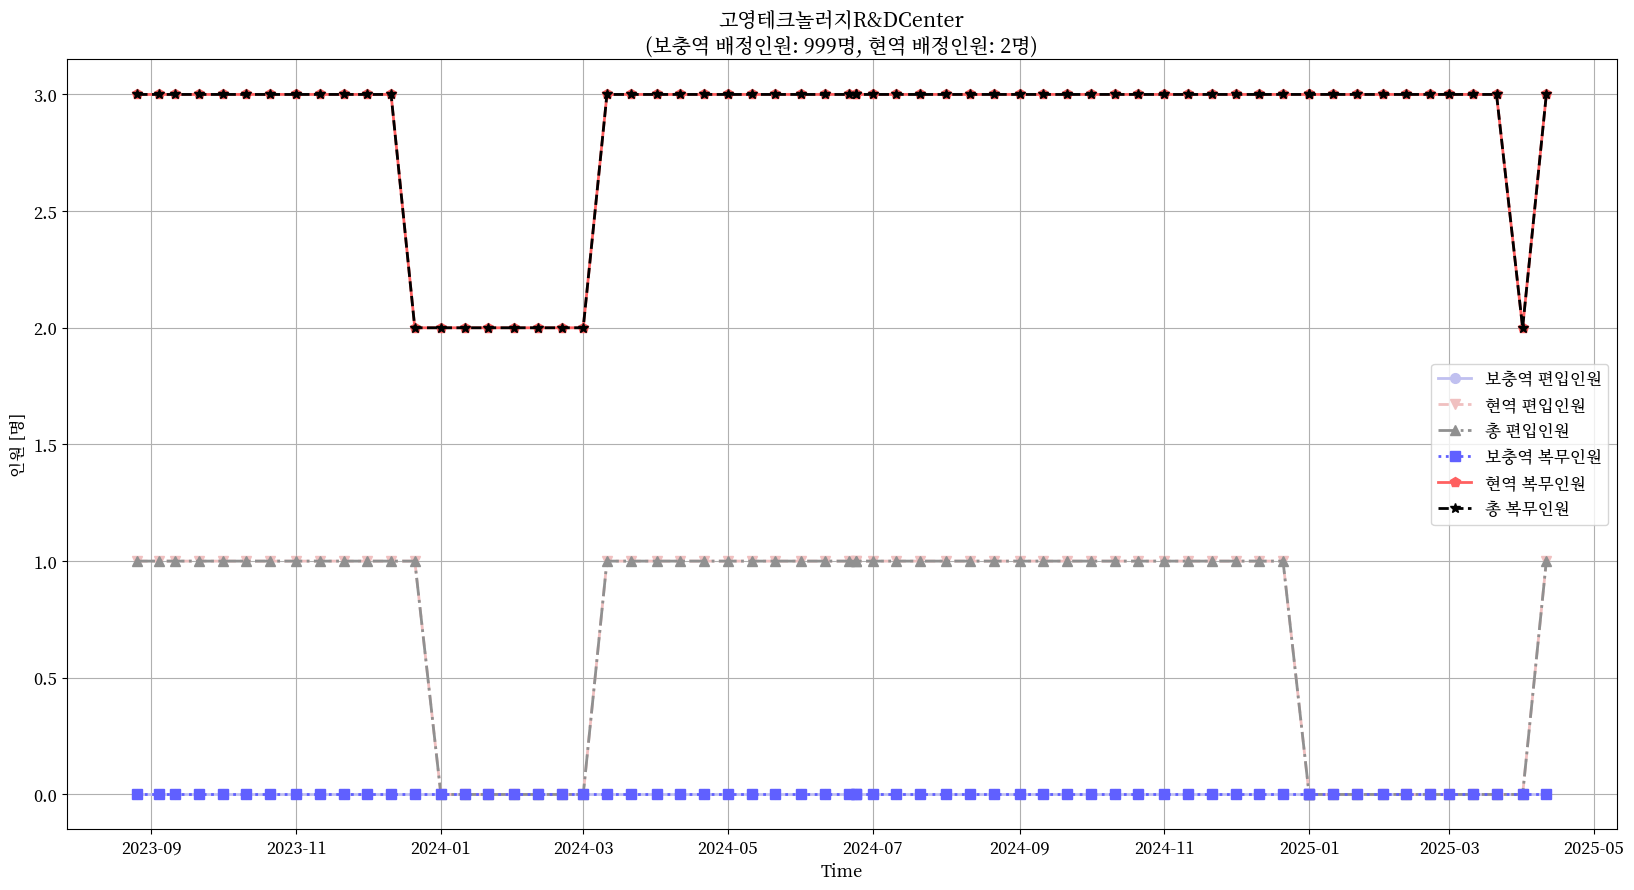 고영테크놀러지R&DCenter
(보충역 배정인원: 999명, 현역 배정인원: 2명)
3.0
2.5
2.0
1.5
1.0
0.5
0.0
인원 [명]
보충역 편입인원
현역 편입인원
총 편입인원
보충역 복무인원
현역 복무인원
총 복무인원
2023-09
2023-11
2024-01
2024-03
2024-05
2024-07
2024-09
2024-11
2025-01
2025-03
2025-05
Time